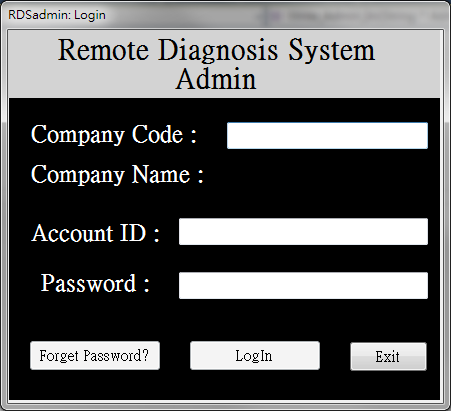 RDSadmin: Login
Remote Diagnosis System
Admin
Company Code :
Company Name :
Account ID :
Password :
Forget Password?
LogIn
Exit